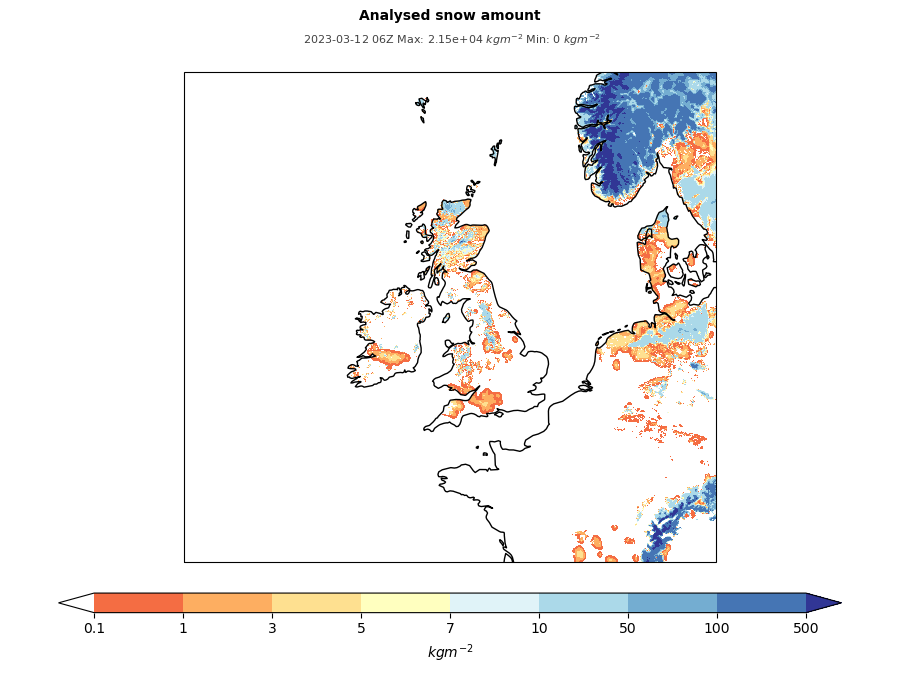 Analysed snow amount
2023-03-12 06Z Max: 2.15e+04 kgm⁻² Min: 0 kgm⁻²
0.1 1 3 5 7 10 50 100 500
kgm⁻²